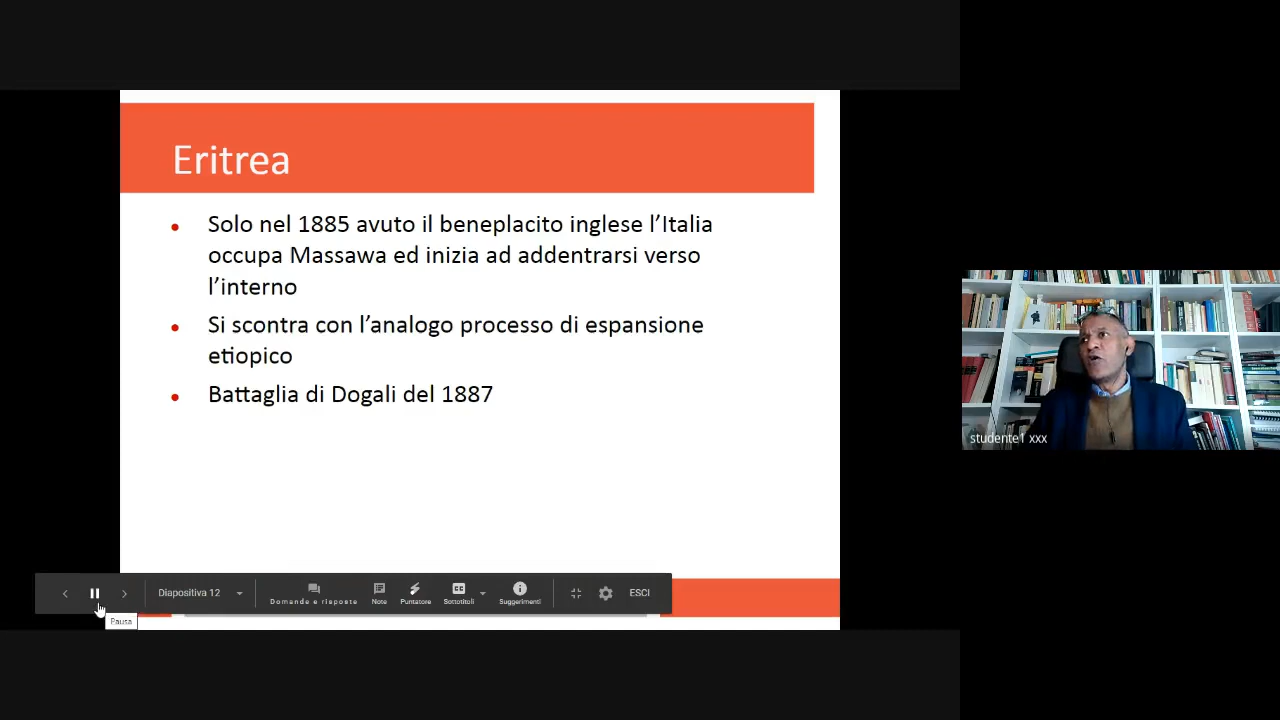 Eritrea
Solo nel 1885 avuto il beneplacito inglese l’Italia
occupa Massawa ed inizia ad addentrarsi verso
l’interno
Si scontra con l’analogo processo di espansione
etiopico
Battaglia di Dogali del 1887
studente1 xxx
Diapositiva 12
Domande e risposte
Note
Puntatore
Sottotitoli
Suggerimenti
ESCI
Pausa